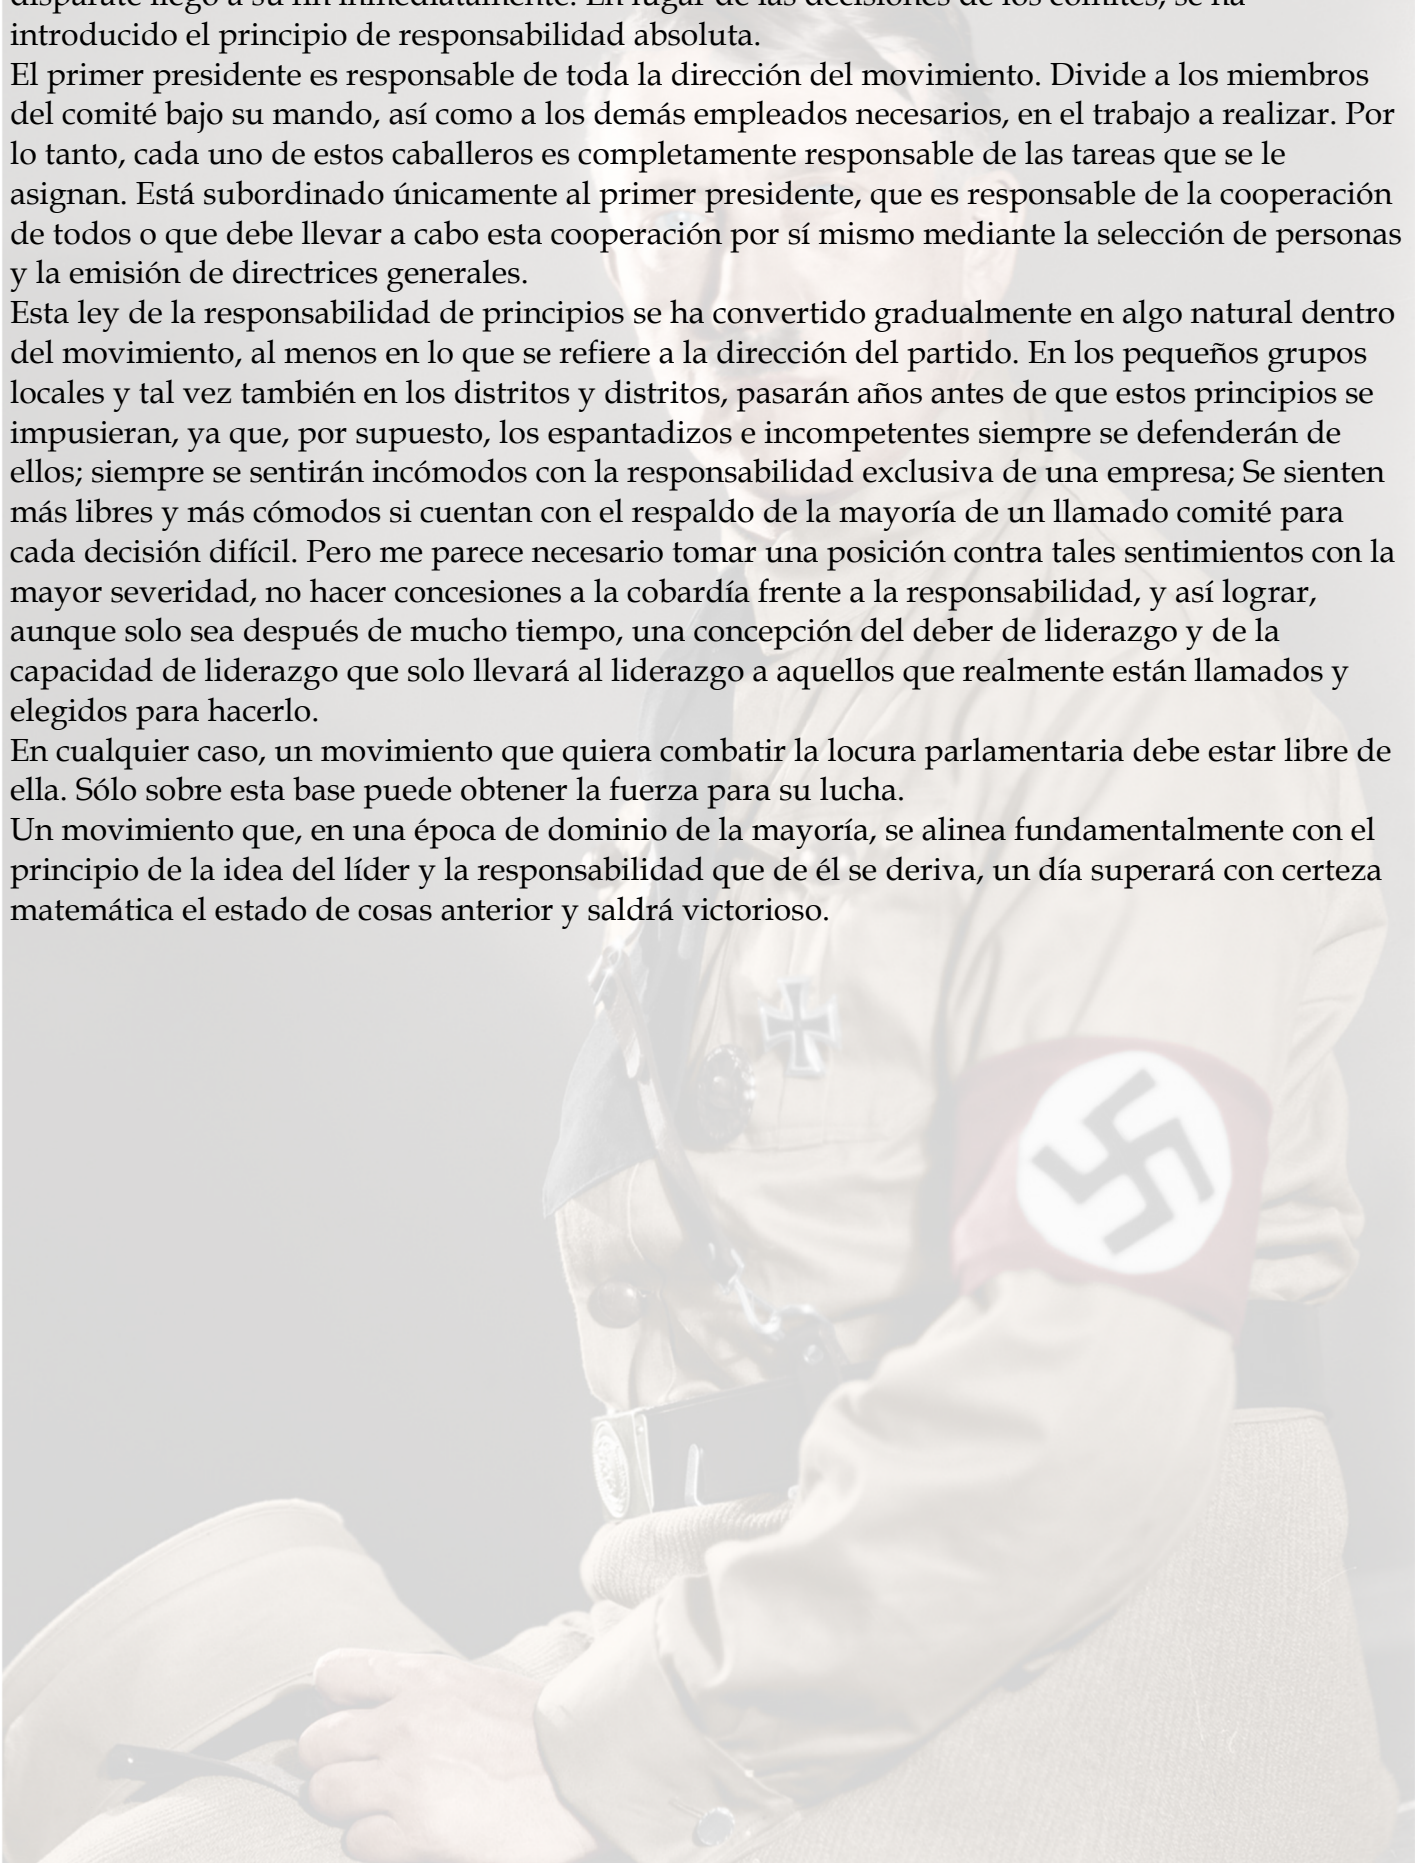 disparate llegó a su fin inmediatamente. En lugar de las decisiones de los comités, se ha
introducido el principio de responsabilidad absoluta.
El primer presidente es responsable de toda la dirección del movimiento. Divide a los miembros
del comité bajo su mando, así como a los demás empleados necesarios, en el trabajo a realizar. Por
lo tanto, cada uno de estos caballeros es completamente responsable de las tareas que se le
asignan. Está subordinado únicamente al primer presidente, que es responsable de la cooperación
de todos o que debe llevar a cabo esta cooperación por sí mismo mediante la selección de personas
y la emisión de directrices generales.
Esta ley de la responsabilidad de principios se ha convertido gradualmente en algo natural dentro
del movimiento, al menos en lo que se refiere a la dirección del partido. En los pequeños grupos
locales y tal vez también en los distritos y distritos, pasarán años antes de que estos principios se
impusieran, ya que, por supuesto, los espantadizos e incompetentes siempre se defenderán de
ellos; siempre se sentirán incómodos con la responsabilidad exclusiva de una empresa; Se sienten
más libres y más cómodos si cuentan con el respaldo de la mayoría de un llamado comité para
cada decisión difícil. Pero me parece necesario tomar una posición contra tales sentimientos con la
mayor severidad, no hacer concesiones a la cobardía frente a la responsabilidad, y así lograr,
aunque solo sea después de mucho tiempo, una concepción del deber de liderazgo y de la
capacidad de liderazgo que solo llevará al liderazgo a aquellos que realmente están llamados y
elegidos para hacerlo.
En cualquier caso, un movimiento que quiera combatir la locura parlamentaria debe estar libre de
ella. Sólo sobre esta base puede obtener la fuerza para su lucha.
Un movimiento que, en una época de dominio de la mayoría, se alinea fundamentalmente con el
principio de la idea del líder y la responsabilidad que de él se deriva, un día superará con certeza
matemática el estado de cosas anterior y saldrá victorioso.